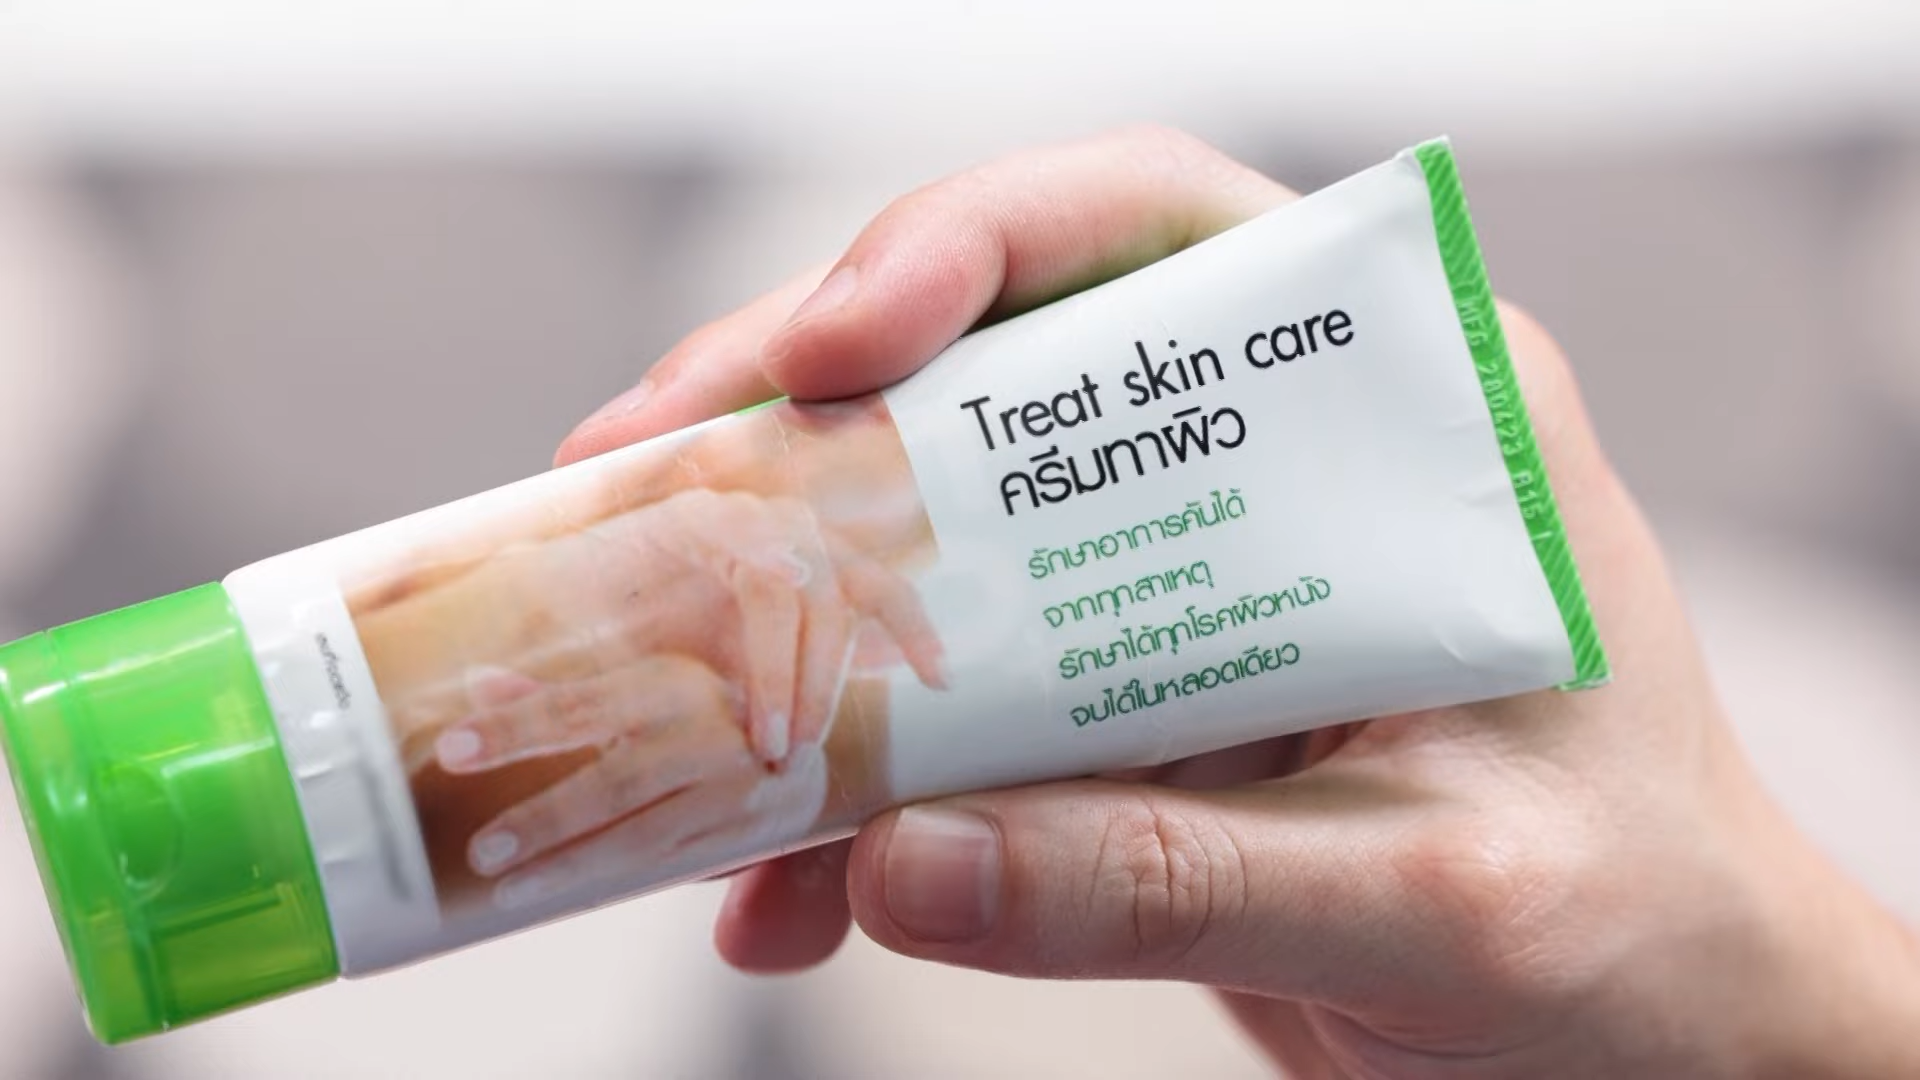 Treat skin care
ครีมทาผิว
รักษาอาการคันได้
จากทุกสาเหตุ
รักษาได้ทุกโรคผิวหนัง
จบได้ในหลอดเดียว
MFG 280423 A15